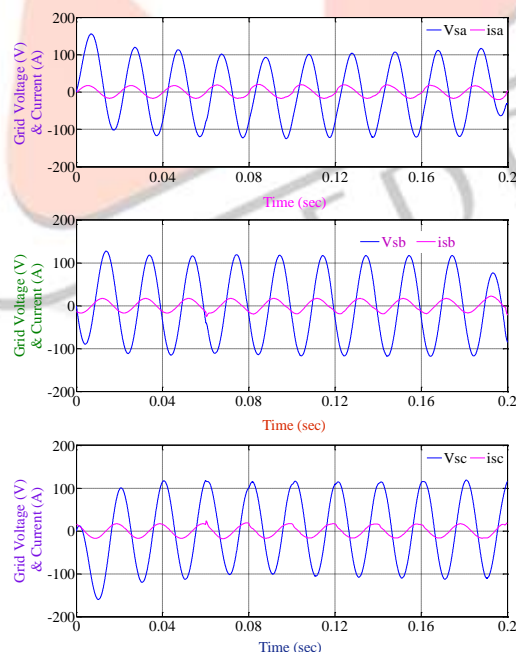 Grid Voltage (V)
& Current (A)
200
100
0
-100
-200
Vsa isa
0 0.04 0.08 0.12 0.16 0.2
Time (sec)
Grid Voltage (V)
& Current (A)
200
100
0
-100
-200
Vsb isb
0 0.04 0.08 0.12 0.16 0.2
Time (sec)
Grid Voltage (V)
& Current (A)
200
100
0
-100
-200
Vsc isc
0 0.04 0.08 0.12 0.16 0.2
Time (sec)